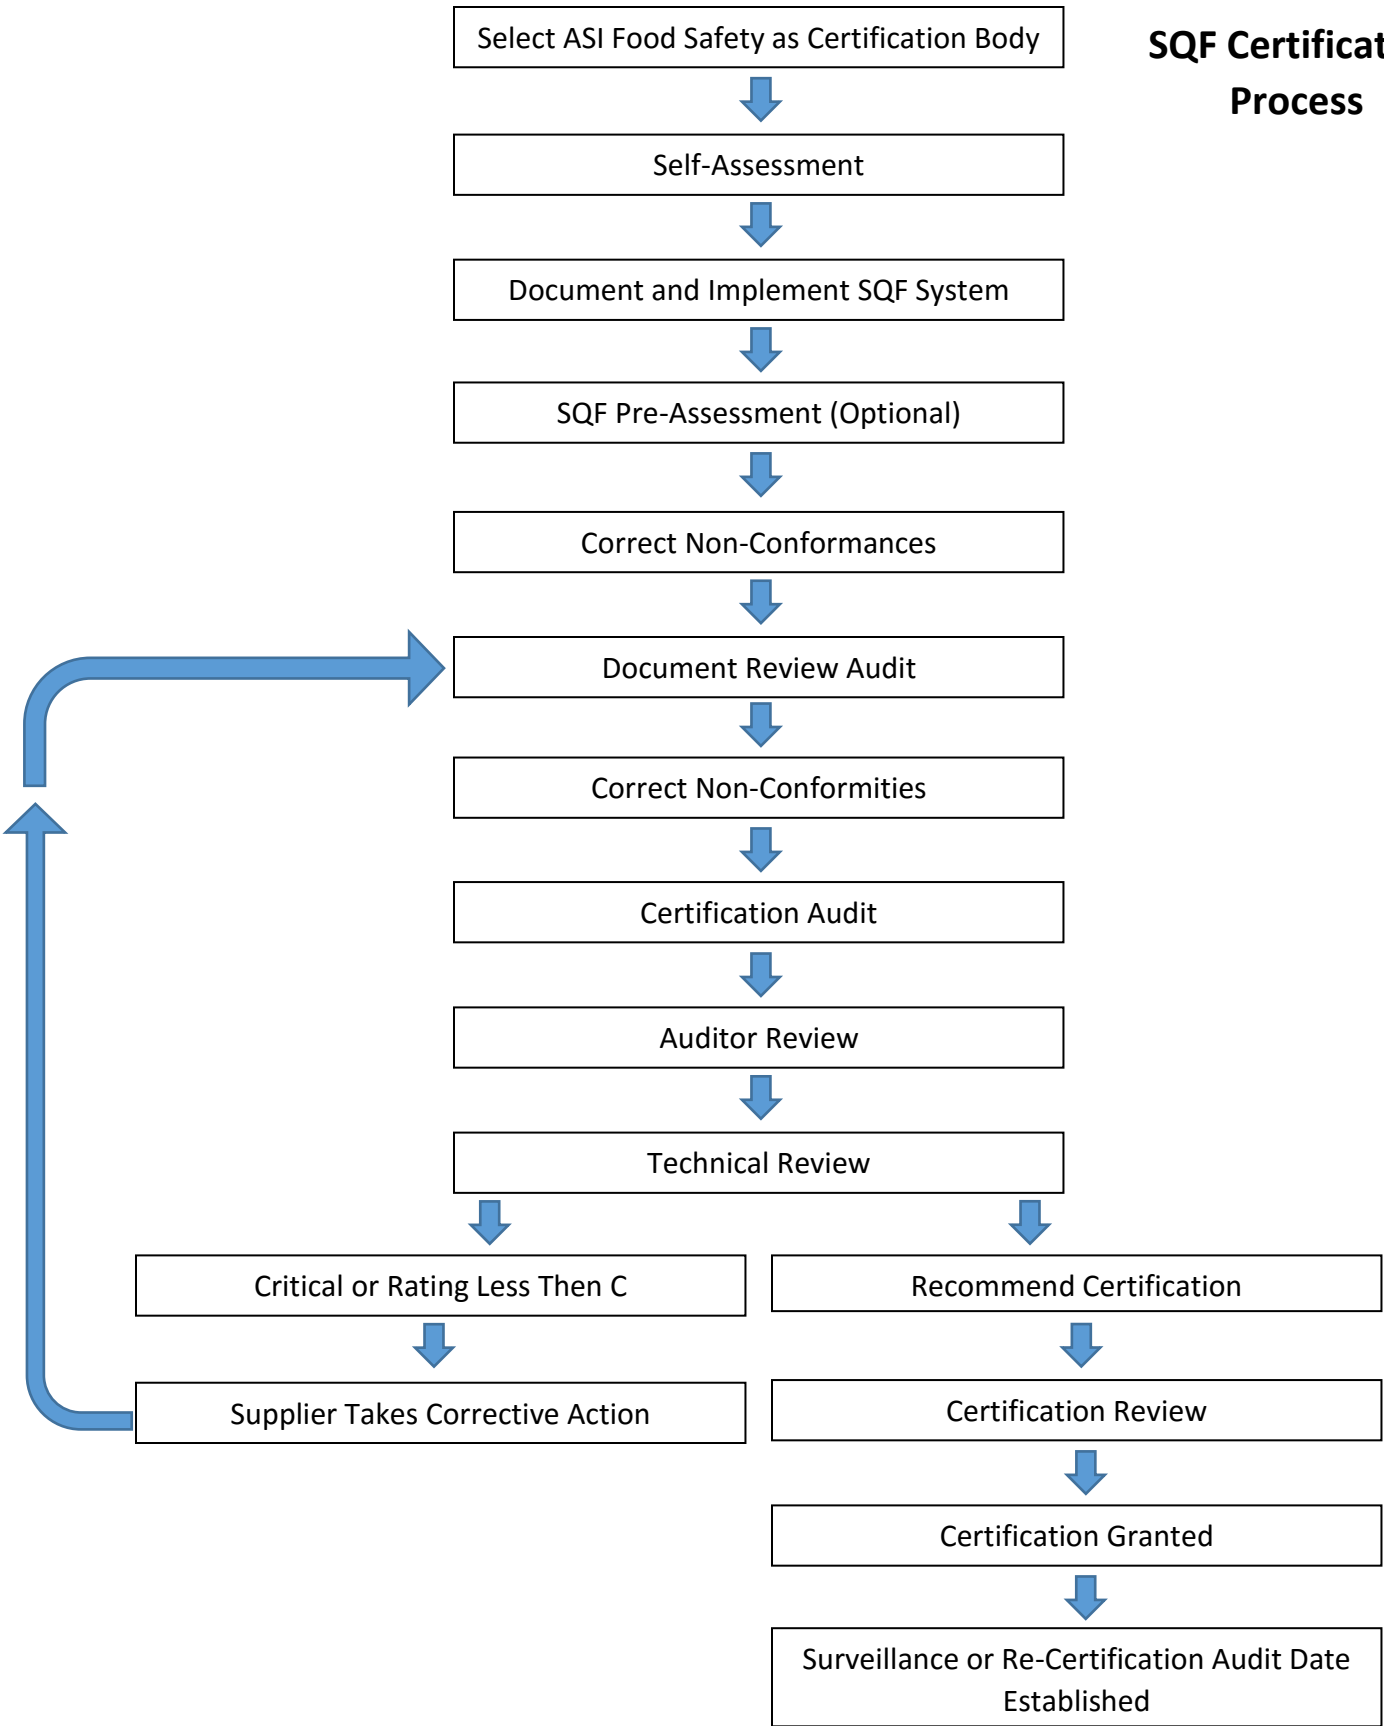 Select ASI Food Safety as Certification Body
SQF Certificat
Process
Self-Assessment
Document and Implement SQF System
SQF Pre-Assessment (Optional)
Correct Non-Conformances
Document Review Audit
Correct Non-Conformities
Certification Audit
Auditor Review
Technical Review
Critical or Rating Less Then C
Recommend Certification
Supplier Takes Corrective Action
Certification Review
Certification Granted
Surveillance or Re-Certification Audit Date
Established